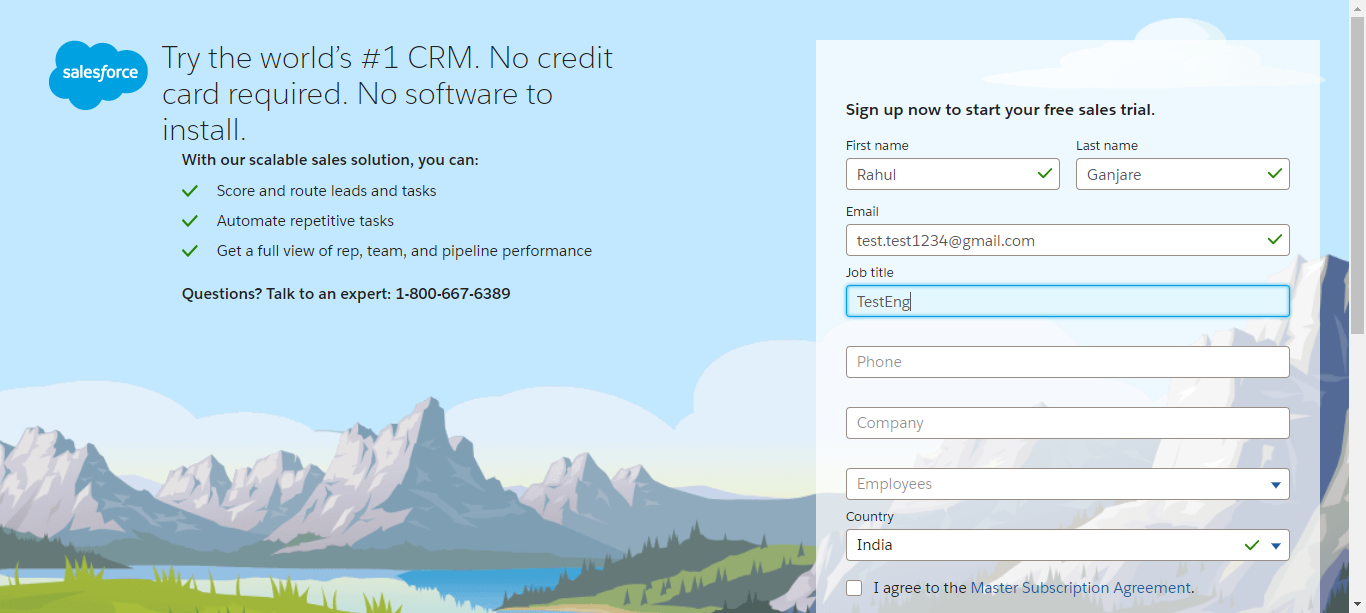 salesforce
Try the world's #1 CRM. No credit
card required. No software to
install.
With our scalable sales solution, you can:
Score and route leads and tasks
Automate repetitive tasks
Get a full view of rep, team, and pipeline performance
Questions? Talk to an expert: 1-800-667-6389
Sign up now to start your free sales trial.
First name Last name
Rahul Ganjare
Email
test.test1234@gmail.com
Job title
TestEng
Phone
Company
Employees
Country
India
I agree to the Master Subscription Agreement.